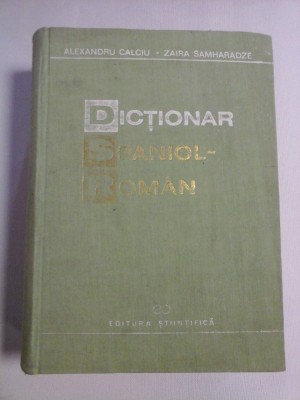 ALEXANDRU CALCIU · ZAIRA SAMHARADZE
DICȚIONAR
SPANIOL-
ROMÂN
EDITURA ȘTIINȚIFICĂ